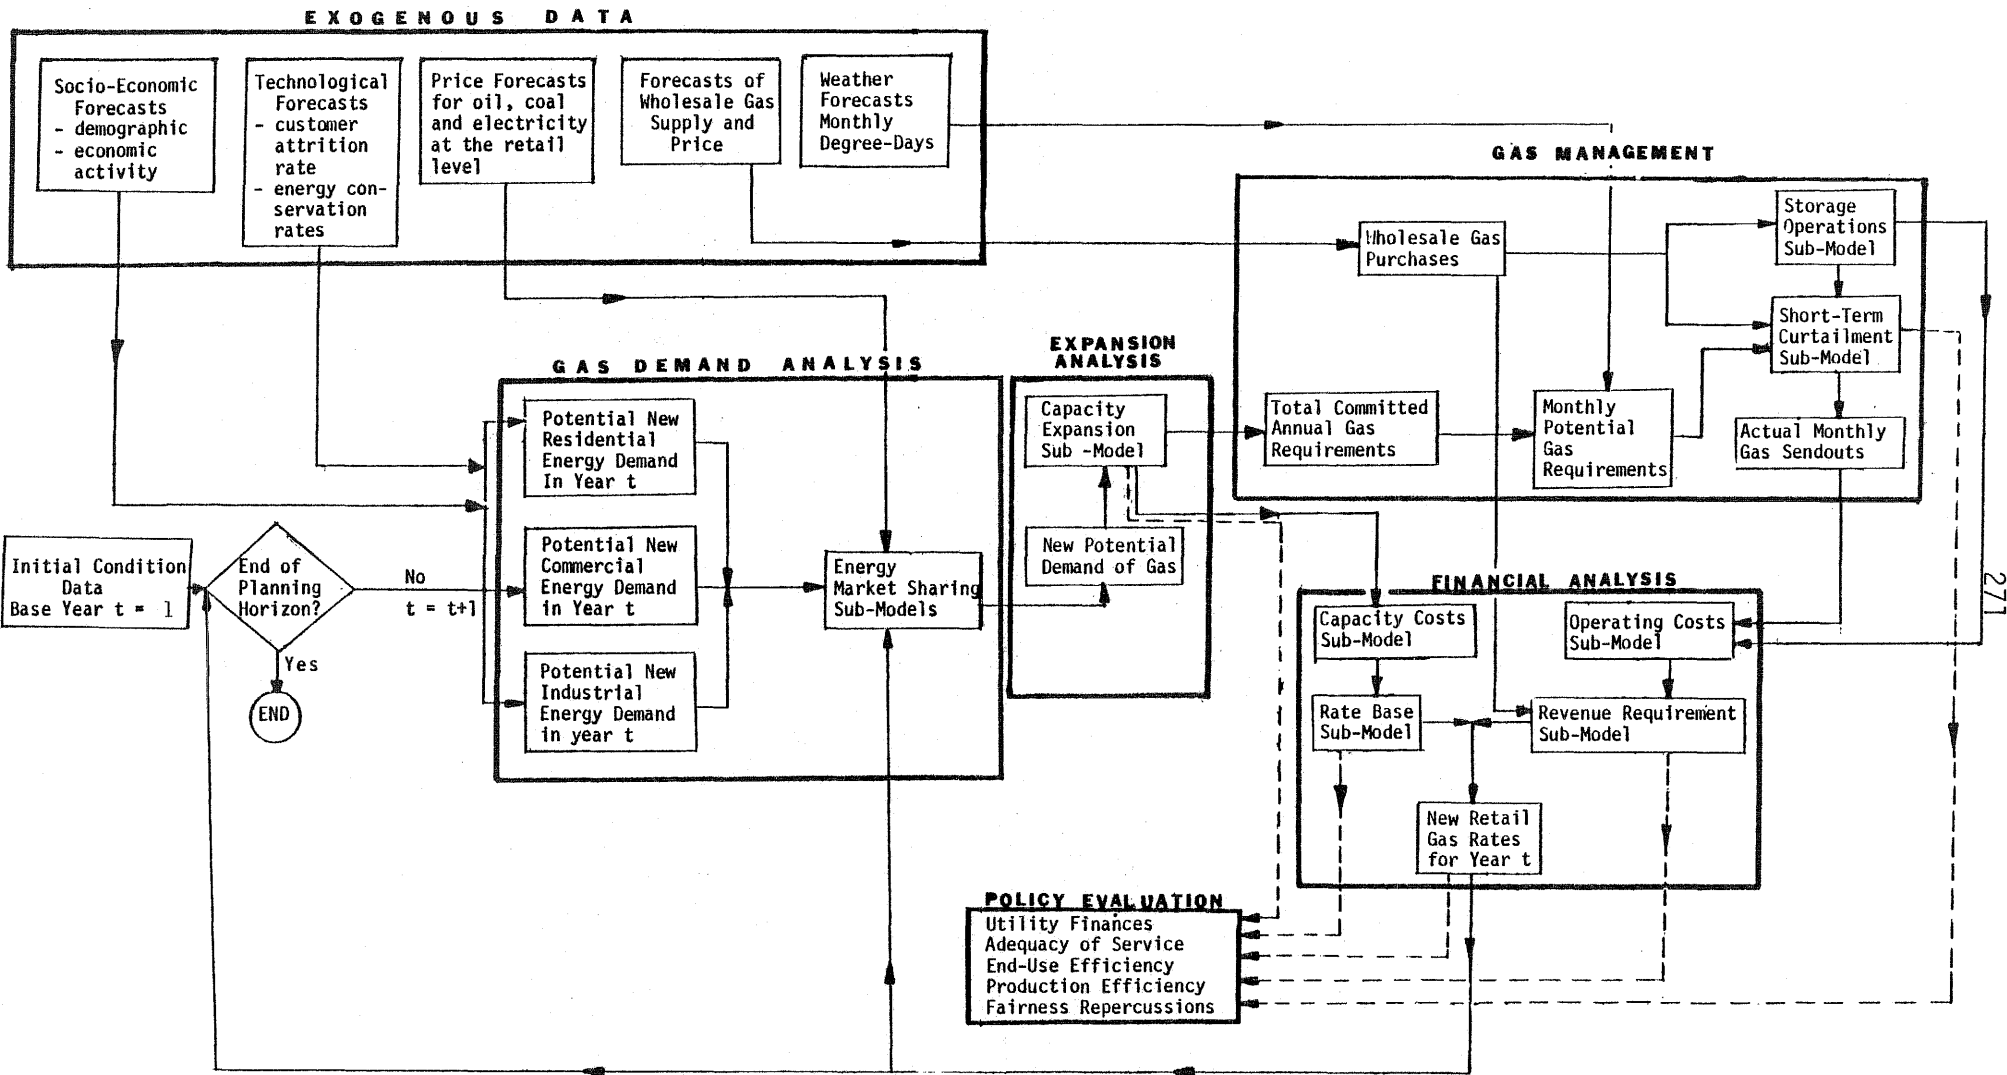 EXOGENOUS DATA
Socio-Economic
Forecasts
- demographic
- economic
activity
Technological
Forecasts
- customer
attrition
rate
- energy con-
servation
rates
Price Forecasts
for oil, coal
and electricity
at the retail
level
Forecasts of
Wholesale Gas
Supply and
Price
Weather
Forecasts
Monthly
Degree-Days
GAS MANAGEMENT
Wholesale Gas
Purchases
Storage
Operations
Sub-Model
Short-Term
Curtailment
Sub-Model
Total Committed
Annual Gas
Requirements
Monthly
Potential
Gas
Requirements
Actual Monthly
Gas Sendouts
EXPANSION
ANALYSIS
Capacity
Expansion
Sub -Model
New Potential
Demand of Gas
GAS DEMAND ANALYSIS
Potential New
Residential
Energy Demand
In Year t
Potential New
Commercial
Energy Demand
in Year t
Potential New
Industrial
Energy Demand
in year t
Energy
Market Sharing
Sub-Models
Initial Condition
Data
Base Year t = 1
End of
Planning
Horizon?
No
t = t+1
Yes
END
FINANCIAL ANALYSIS
Capacity Costs
Sub-Model
Operating Costs
Sub-Model
Rate Base
Sub-Model
Revenue Requirement
Sub-Model
New Retail
Gas Rates
for Year t
POLICY EVALUATION
Utility Finances
Adequacy of Service
End-Use Efficiency
Production Efficiency
Fairness Repercussions
271